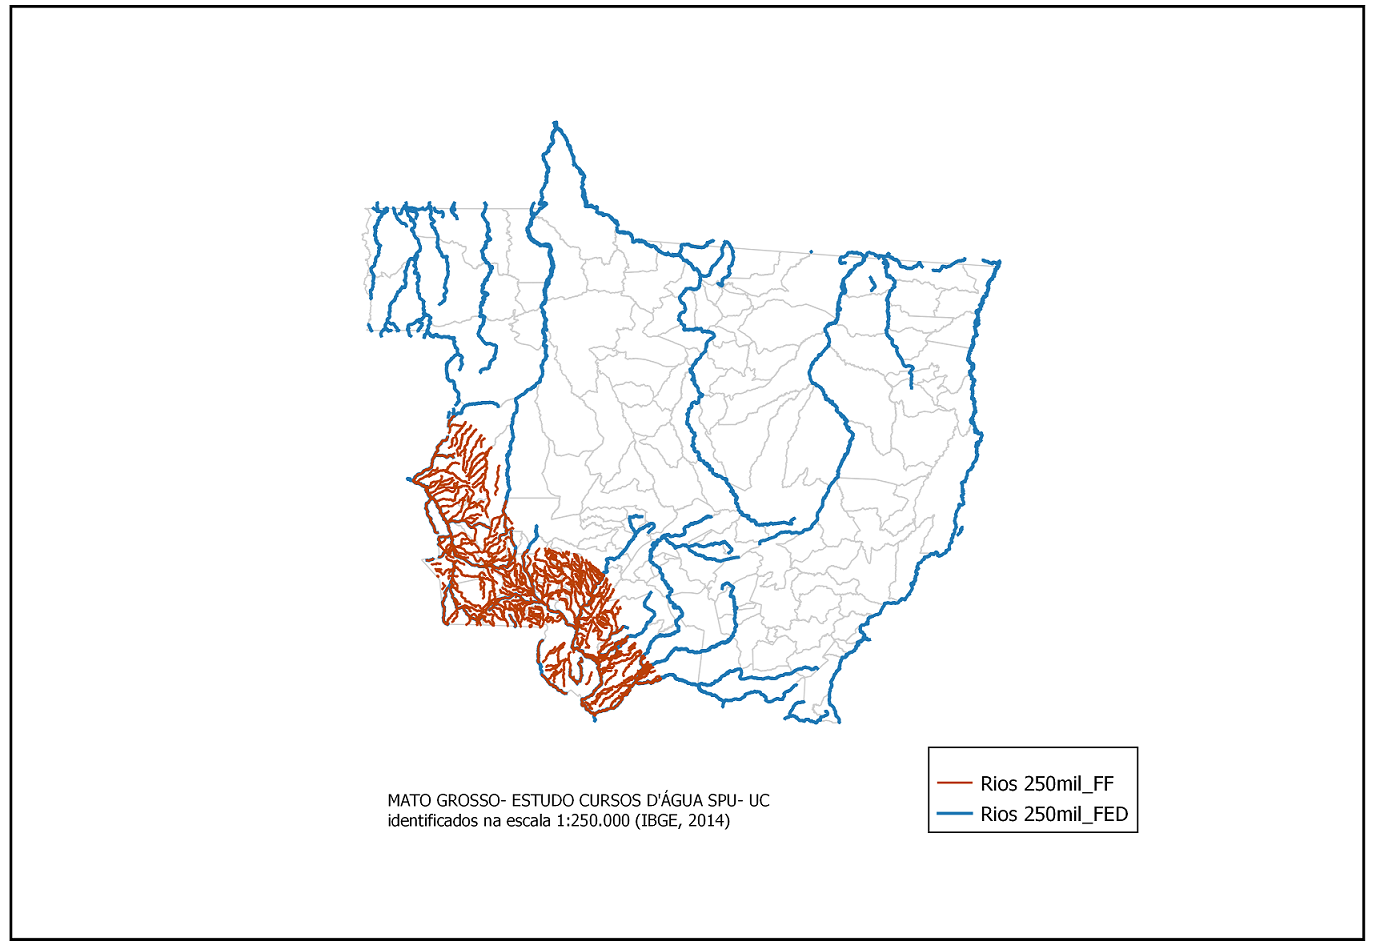 MATO GROSSO- ESTUDO CURSOS D'ÁGUA SPU- UC
identificados na escala 1:250.000 (IBGE, 2014)
Rios 250mil_FF
Rios 250mil_FED